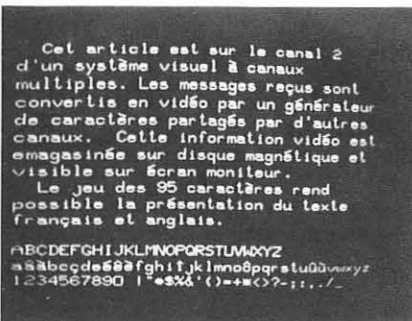 Cet article est sur le canal 2
d'un système visuel à canaux
multiples. Les messages reçus sont
convertis en vidéo par un générateur
de caractères partagés par d'autres
canaux. Cette information vidéo est
emagasinée sur disque magnétique et
visible sur écran moniteur.
Le jeu des 95 caractères rend
possible la présentation du texte
français et anglais.
ABCDEFGHIJKLMNOPQRSTUVWXYZ
aàâbcçdeéèêfghiîjklmnoôpqrstuûùvwxyz
1234567890 !"*$%&'()=+¤<>?-;:,./_